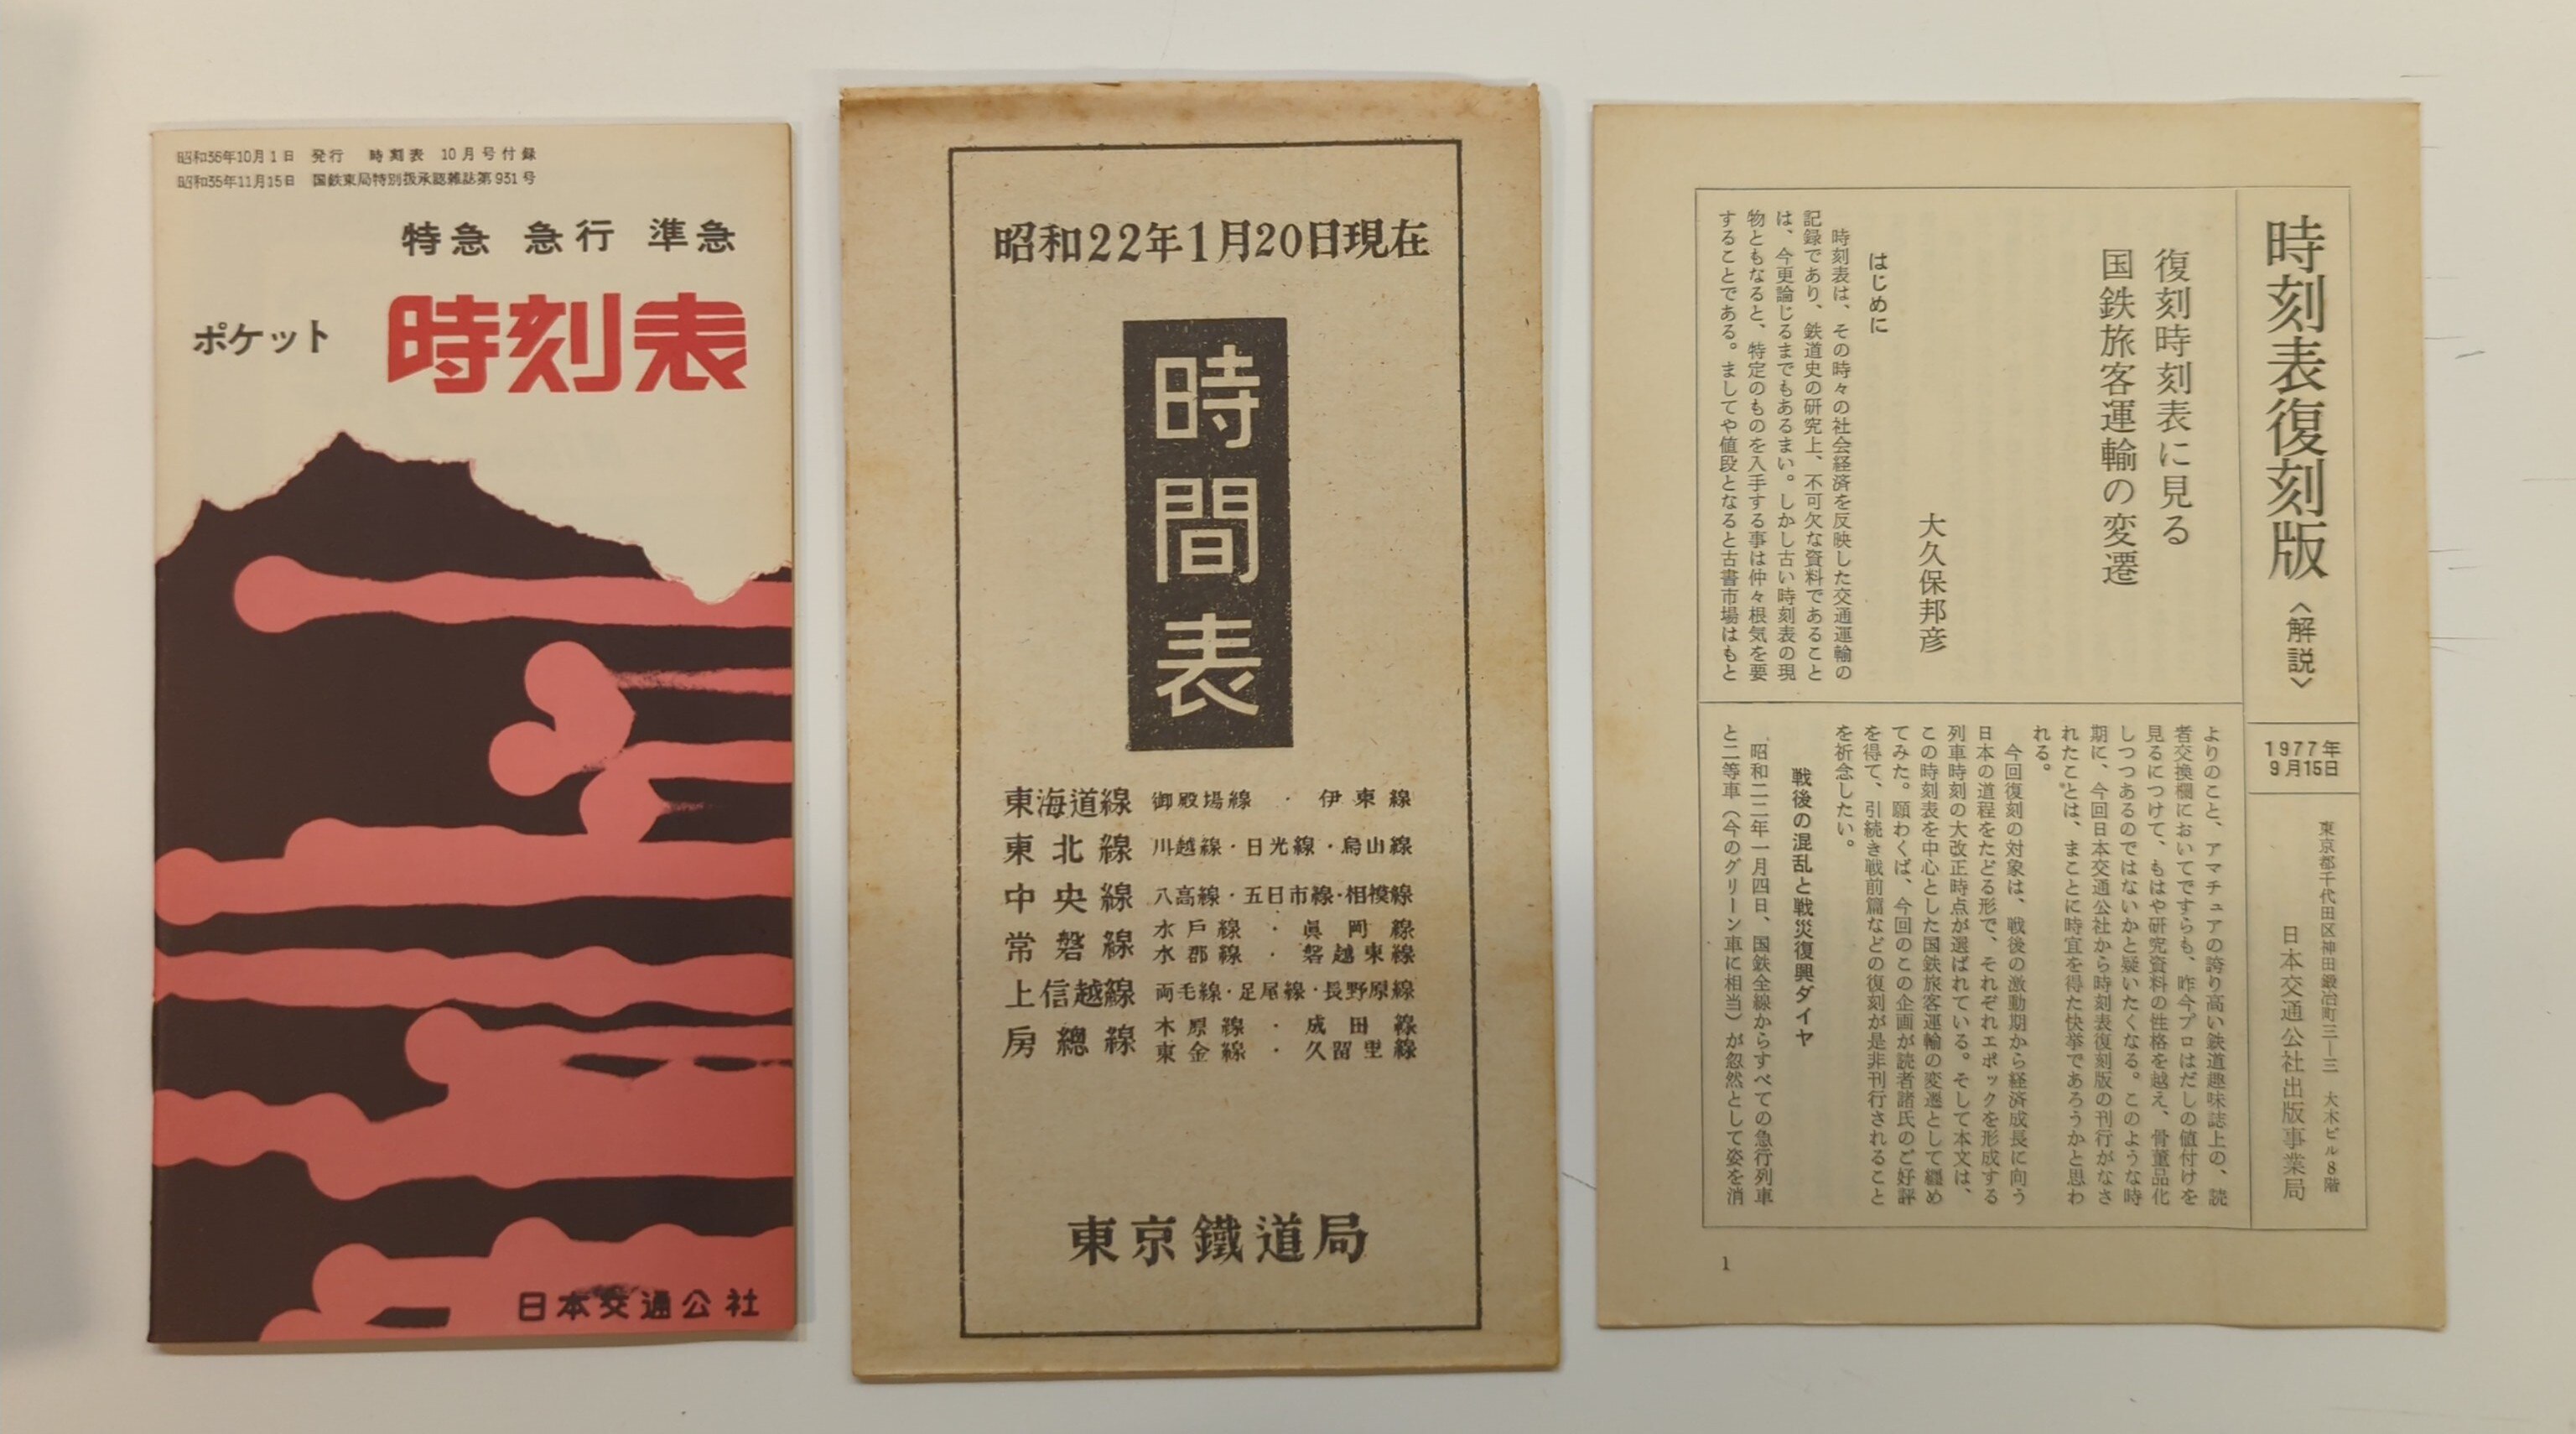 昭和36年10月1日 発行 時刻表 10月号付録
昭和35年11月15日 国鉄東局特別扱承認雑誌第931号
特急 急行 準急
ポケット 時刻表
日本交通公社
昭和22年1月20日現在
時間表
東海道線 御殿場線・伊東線
東北線 川越線・日光線・烏山線
中央線 八高線・五日市線・相模線
常磐線 水戸線・眞岡線
水郡線・磐越東線
上信越線 両毛線・足尾線・長野原線
房總線 木原線・成田線
東金線・久留里線
東京鐵道局
時刻表復刻版〈解説〉
1977年
9月15日
東京都千代田区神田鍛冶町三―三 大木ビル8階
日本交通公社出版事業局
復刻時刻表に見る
国鉄旅客運輸の変遷
大久保邦彦
はじめに
時刻表は、その時々の社会経済を反映した交通運輸の
記録であり、鉄道史の研究上、不可欠な資料であること
は、今更論じるまでもあるまい。しかし古い時刻表の現
物ともなると、特定のものを入手する事は仲々根気を要
することである。ましてや値段となると古書市場はもと
よりのこと、アマチュアの誇り高い鉄道趣味誌上の、読
者交換欄においてですらも、昨今プロはだしの値付けを
見るにつけて、もはや研究資料の性格を越え、骨董品化
しつつあるのではないかと疑いたくなる。このような時
期に、今回日本交通公社から時刻表復刻版の刊行がなさ
れたことは、まことに時宜を得た快挙であろうかと思わ
れる。
今回復刻の対象は、戦後の激動期から経済成長に向う
日本の道程をたどる形で、それぞれエポックを形成する
列車時刻の大改正時点が選ばれている。そして本文は、
この時刻表を中心とした国鉄旅客運輸の変遷として纒め
てみた。願わくば、今回のこの企画が読者諸氏のご好評
を得て、引続き戦前篇などの復刻が是非刊行されること
を祈念したい。
戦後の混乱と戦災復興ダイヤ
昭和二二年一月四日、国鉄全線からすべての急行列車
と二等車（今のグリーン車に相当）が忽然として姿を消
1